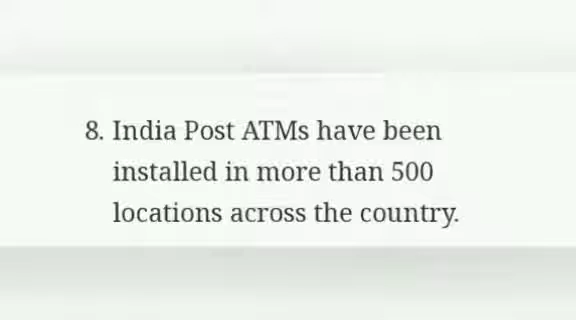 8. India Post ATMs have been
installed in more than 500
locations across the country.